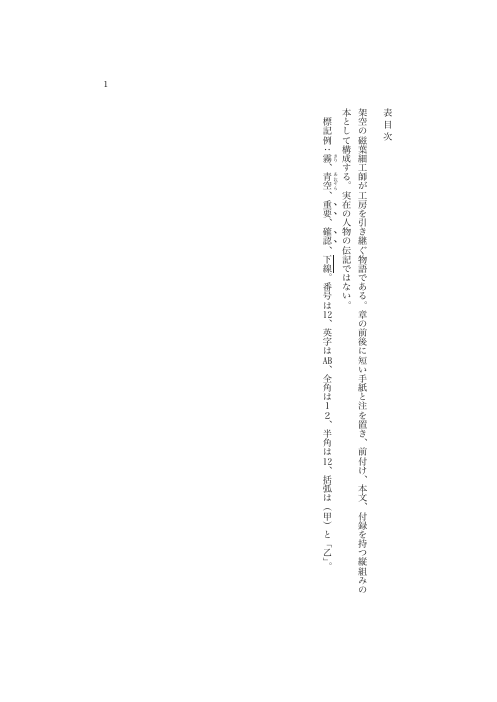 表目次
架空の磁葉細工師が工房を引き継ぐ物語である。章の前後に短い手紙と注を置き、前付け、本文、付録を持つ縦組みの
本として構成する。実在の人物の伝記ではない。
標記例：霧、青空、重要、確認、下線。番号は12、英字はAB、全角は１２、半角は12、括弧は（甲）と「乙」。
1